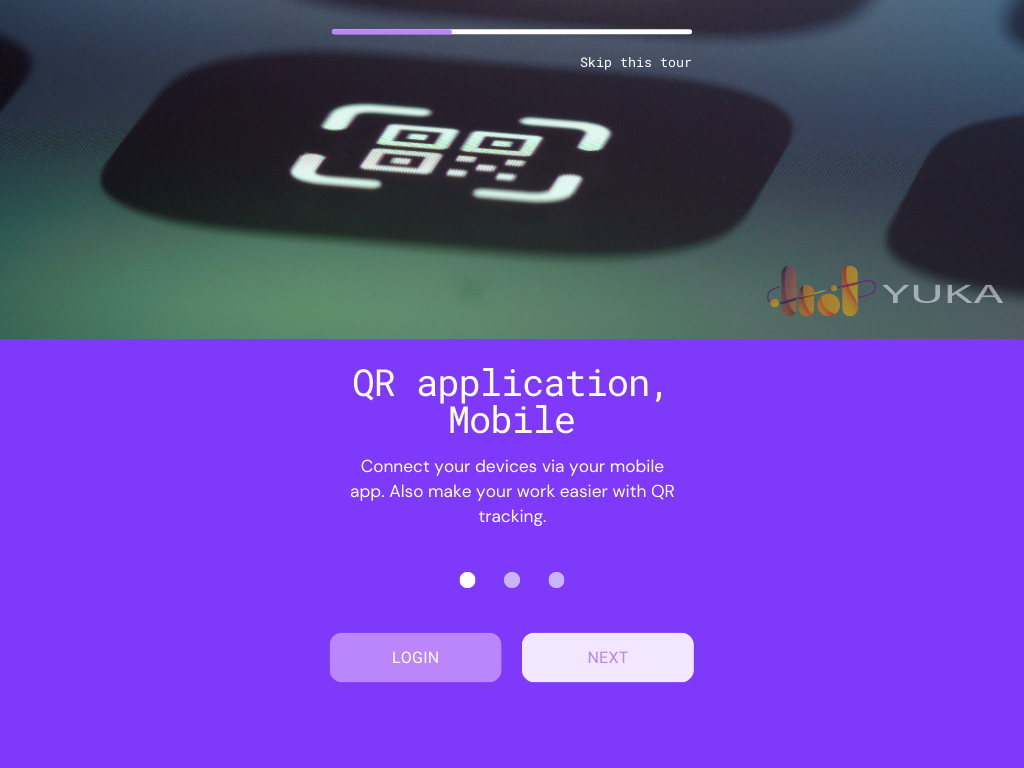 Skip this tour
YUKA
QR application,
Mobile
Connect your devices via your mobile
app. Also make your work easier with QR
tracking.
LOGIN
NEXT